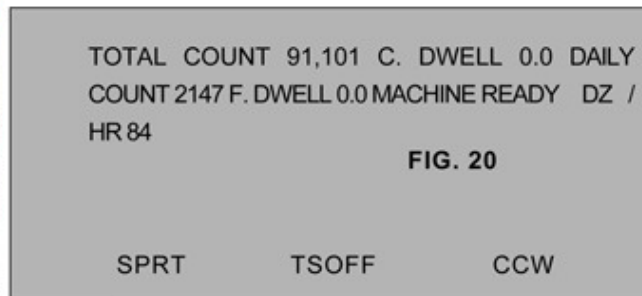 TOTAL COUNT 91,101 C. DWELL 0.0 DAILY
COUNT 2147 F. DWELL 0.0 MACHINE READY DZ /
HR 84
FIG. 20
SPRT TSOFF CCW